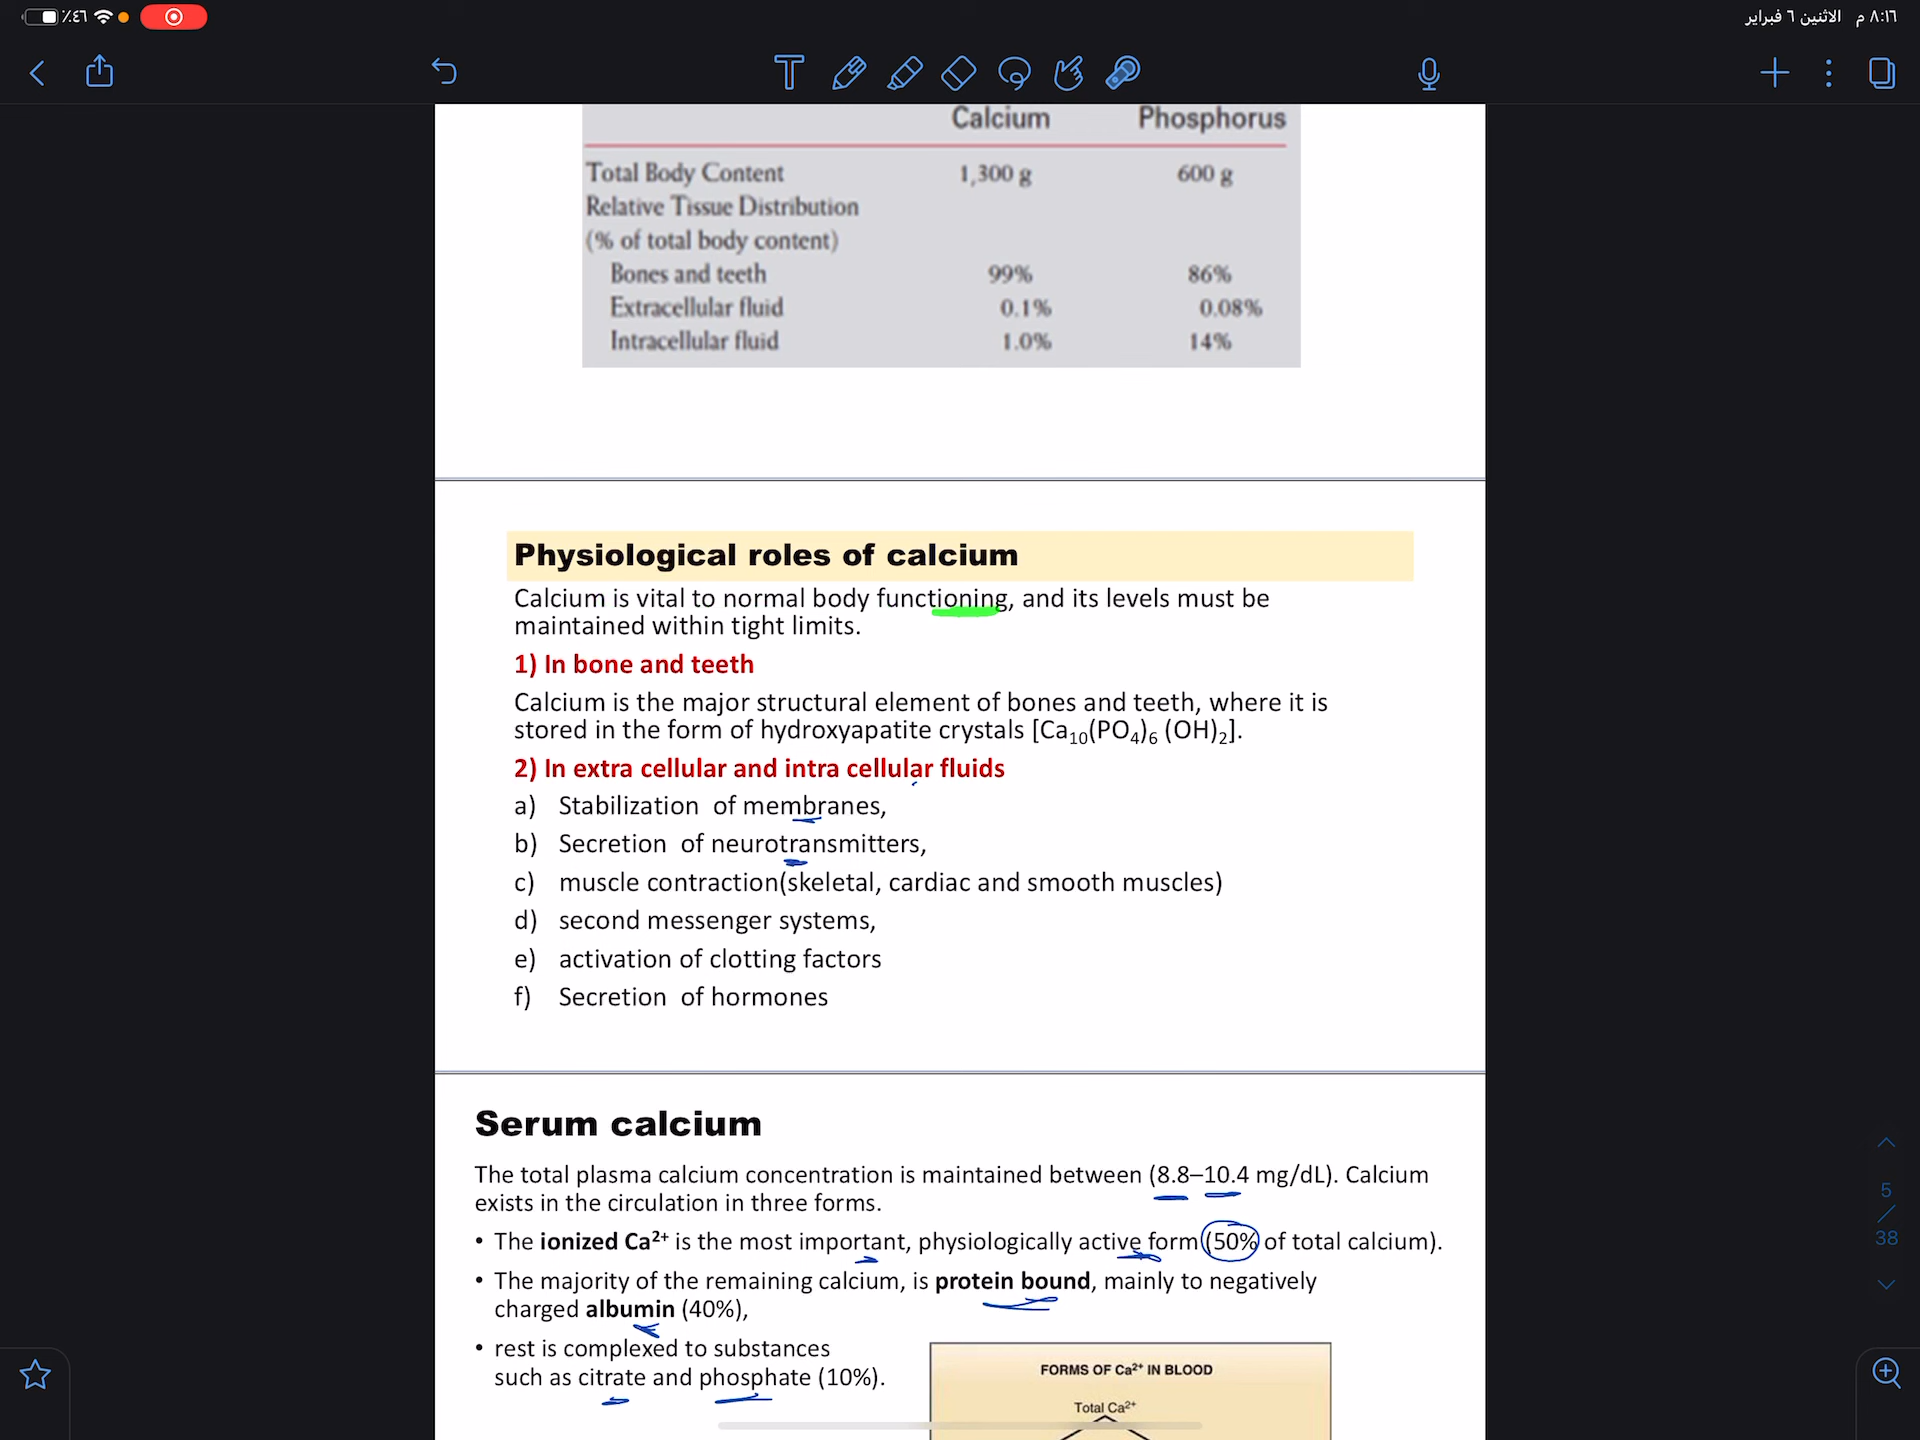 ٪٤٦
٨:١٦ م الاثنين ٦ فبراير
Calcium Phosphorus
Total Body Content 1,300 g 600 g
Relative Tissue Distribution
(% of total body content)
Bones and teeth 99% 86%
Extracellular fluid 0.1% 0.08%
Intracellular fluid 1.0% 14%
Physiological roles of calcium
Calcium is vital to normal body functioning, and its levels must be
maintained within tight limits.
1) In bone and teeth
Calcium is the major structural element of bones and teeth, where it is
stored in the form of hydroxyapatite crystals [Ca₁₀(PO₄)₆ (OH)₂].
2) In extra cellular and intra cellular fluids
a) Stabilization of membranes,
b) Secretion of neurotransmitters,
c) muscle contraction(skeletal, cardiac and smooth muscles)
d) second messenger systems,
e) activation of clotting factors
f) Secretion of hormones
Serum calcium
The total plasma calcium concentration is maintained between (8.8–10.4 mg/dL). Calcium
exists in the circulation in three forms.
• The ionized Ca²⁺ is the most important, physiologically active form (50% of total calcium).
• The majority of the remaining calcium, is protein bound, mainly to negatively
charged albumin (40%),
• rest is complexed to substances
such as citrate and phosphate (10%).
FORMS OF Ca²⁺ IN BLOOD
Total Ca²⁺
5
/
38